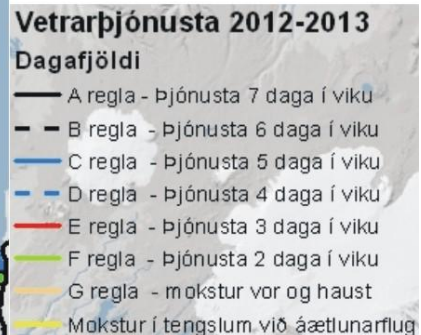 Vetrarþjónusta 2012-2013
Dagafjöldi
A regla - Þjónusta 7 daga í viku
B regla - Þjónusta 6 daga í viku
C regla - Þjónusta 5 daga í viku
D regla - Þjónusta 4 daga í viku
E regla - Þjónusta 3 daga í viku
F regla - Þjónusta 2 daga í viku
G regla - mokstur vor og haust
Mokstur í tengslum við áætlunarflug